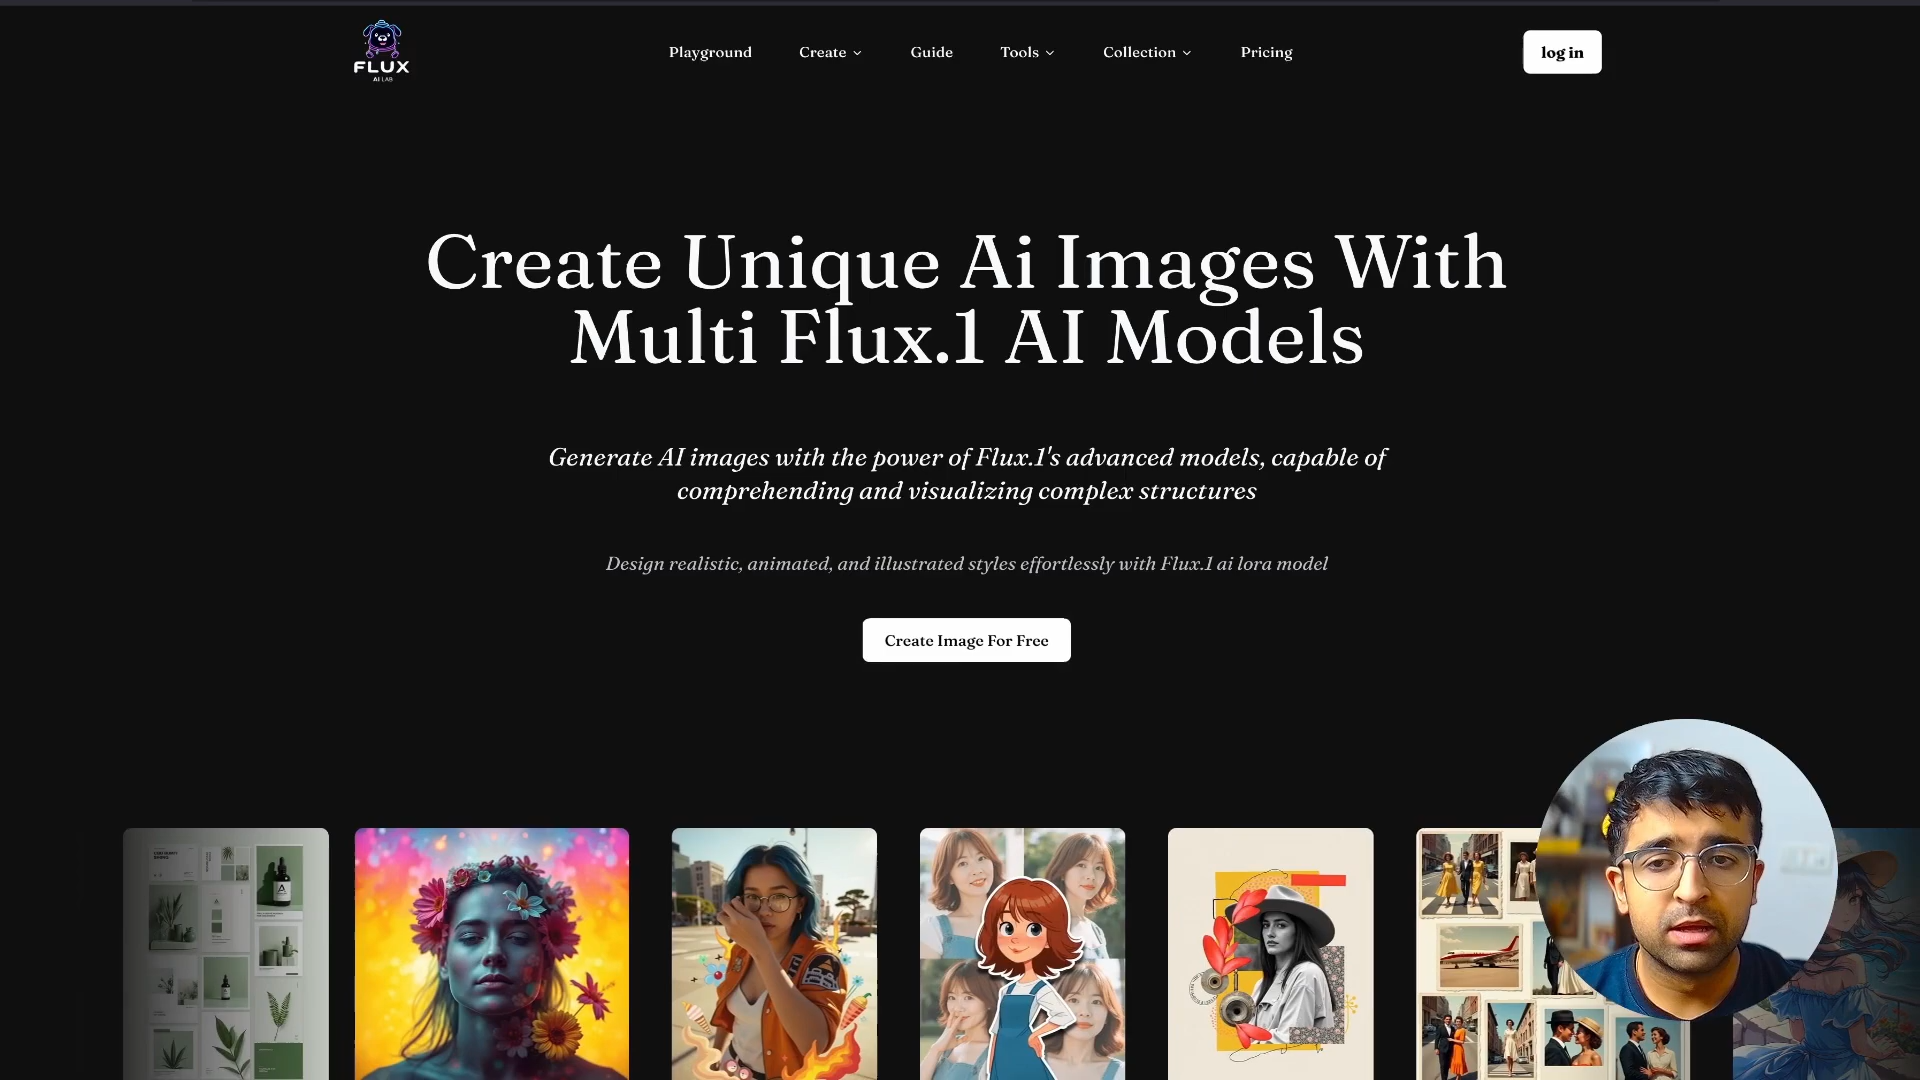 FLUX
AI LAB
Playground
Create
Guide
Tools
Collection
Pricing
log in
Create Unique Ai Images With
Multi Flux.1 AI Models
Generate AI images with the power of Flux.1's advanced models, capable of
comprehending and visualizing complex structures
Design realistic, animated, and illustrated styles effortlessly with Flux.1 ai lora model
Create Image For Free